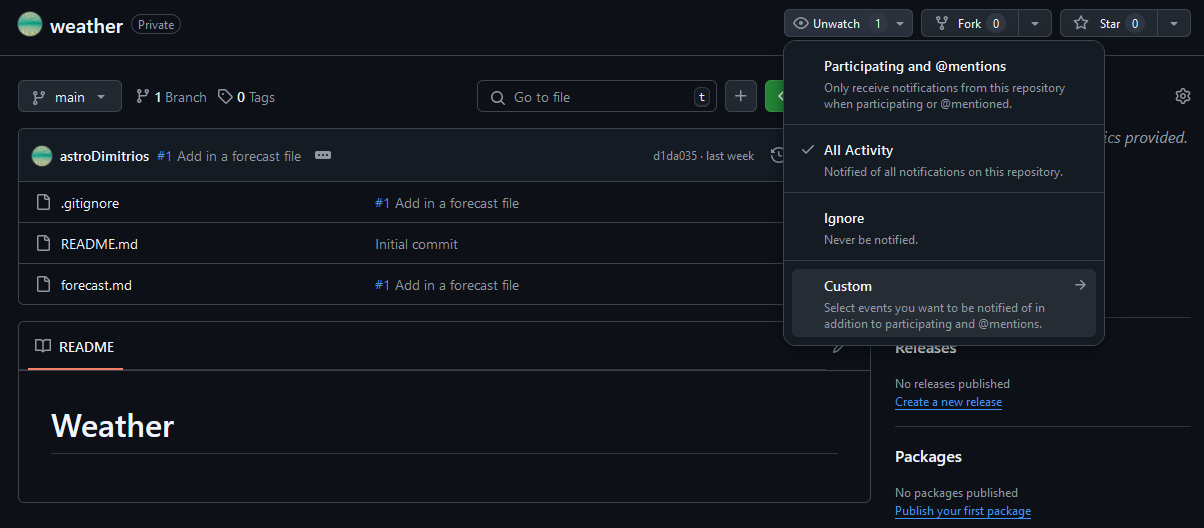 weather Private
Unwatch 1
Fork 0
Star 0
main
1 Branch
0 Tags
Go to file
t
Participating and @mentions
Only receive notifications from this repository
when participating or @mentioned.
All Activity
Notified of all notifications on this repository.
Ignore
Never be notified.
Custom
Select events you want to be notified of in
addition to participating and @mentions.
provided.
astroDimitrios #1 Add in a forecast file
d1da035 · last week
.gitignore
#1 Add in a forecast file
README.md
Initial commit
forecast.md
#1 Add in a forecast file
README
Weather
Releases
No releases published
Create a new release
Packages
No packages published
Publish your first package